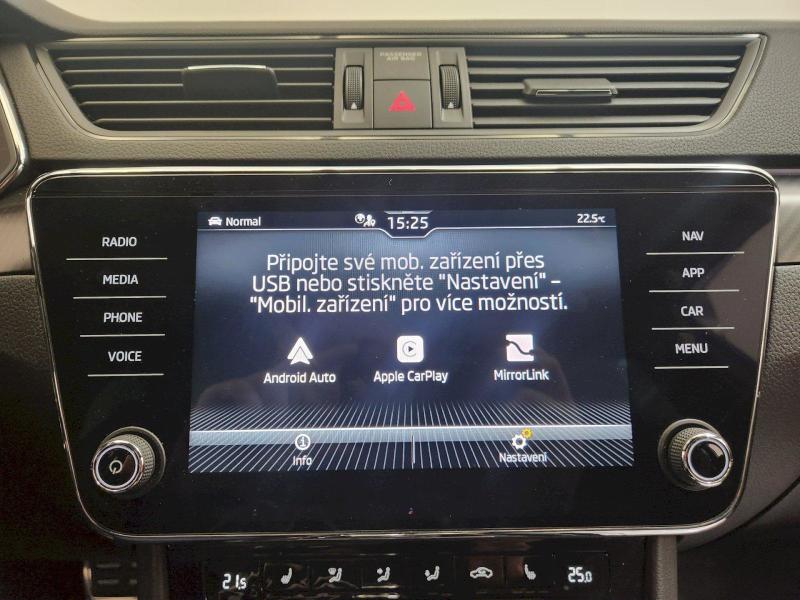 PASSENGER
AIR BAG
Normal 15:25 22.5°C
Připojte své mob. zařízení přes
USB nebo stiskněte "Nastavení" –
"Mobil. zařízení" pro více možností.
Android Auto Apple CarPlay MirrorLink
Info Nastavení
RADIO
MEDIA
PHONE
VOICE
NAV
APP
CAR
MENU
21.5 25.0